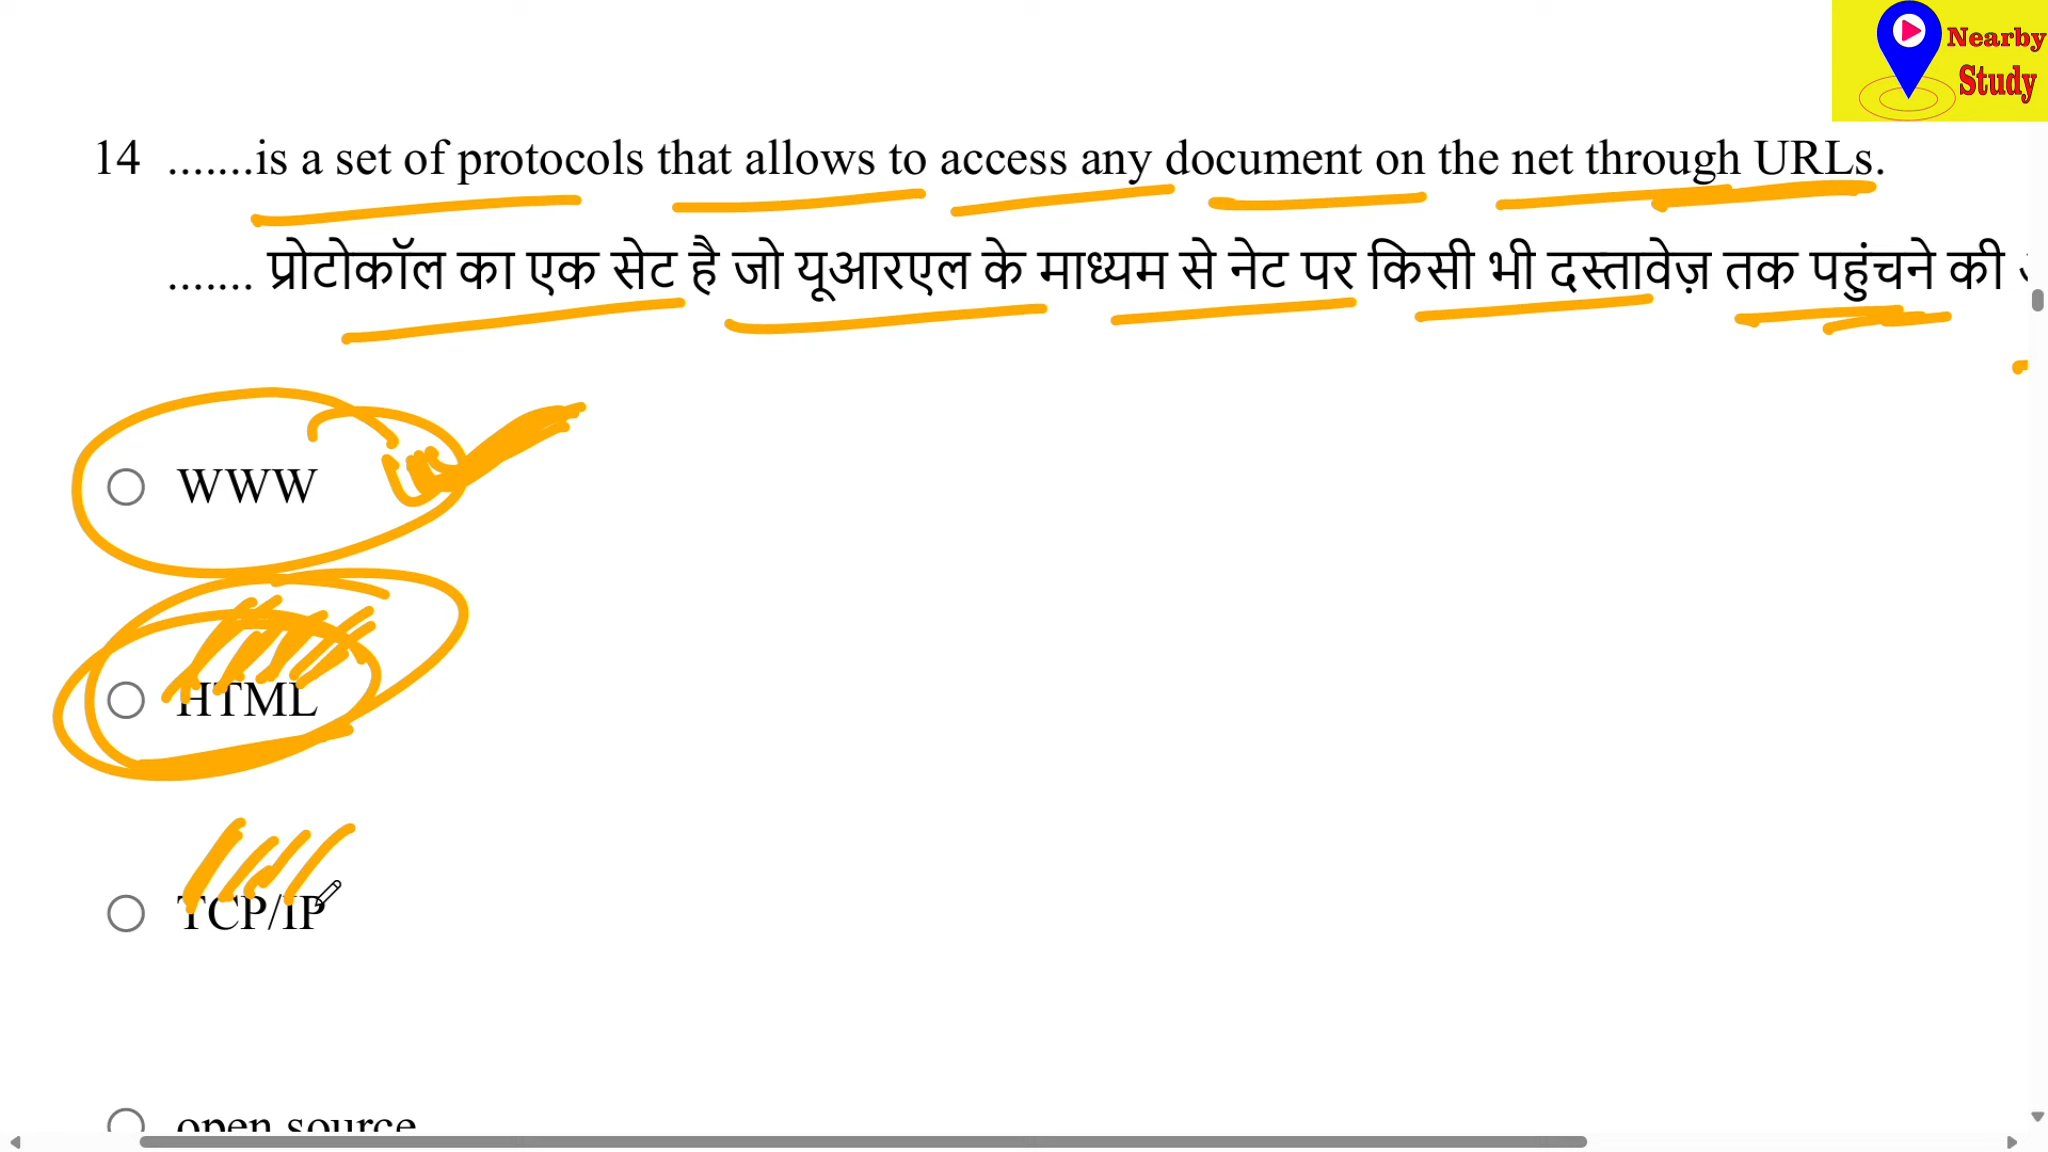 Nearby
Study
14 .......is a set of protocols that allows to access any document on the net through URLs.
....... प्रोटोकॉल का एक सेट है जो यूआरएल के माध्यम से नेट पर किसी भी दस्तावेज़ तक पहुंचने की
WWW
HTML
TCP/IP
open source